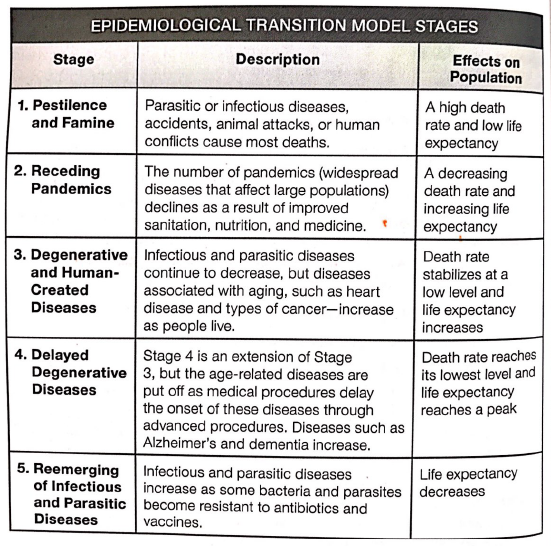 EPIDEMIOLOGICAL TRANSITION MODEL STAGES
Stage
Description
Effects on
Population
1. Pestilence
and Famine
Parasitic or infectious diseases,
accidents, animal attacks, or human
conflicts cause most deaths.
A high death
rate and low life
expectancy
2. Receding
Pandemics
The number of pandemics (widespread
diseases that affect large populations)
declines as a result of improved
sanitation, nutrition, and medicine.
A decreasing
death rate and
increasing life
expectancy
3. Degenerative
and Human-
Created
Diseases
Infectious and parasitic diseases
continue to decrease, but diseases
associated with aging, such as heart
disease and types of cancer—increase
as people live.
Death rate
stabilizes at a
low level and
life expectancy
increases
4. Delayed
Degenerative
Diseases
Stage 4 is an extension of Stage
3, but the age-related diseases are
put off as medical procedures delay
the onset of these diseases through
advanced procedures. Diseases such as
Alzheimer's and dementia increase.
Death rate reaches
its lowest level and
life expectancy
reaches a peak
5. Reemerging
of Infectious
and Parasitic
Diseases
Infectious and parasitic diseases
increase as some bacteria and parasites
become resistant to antibiotics and
vaccines.
Life expectancy
decreases